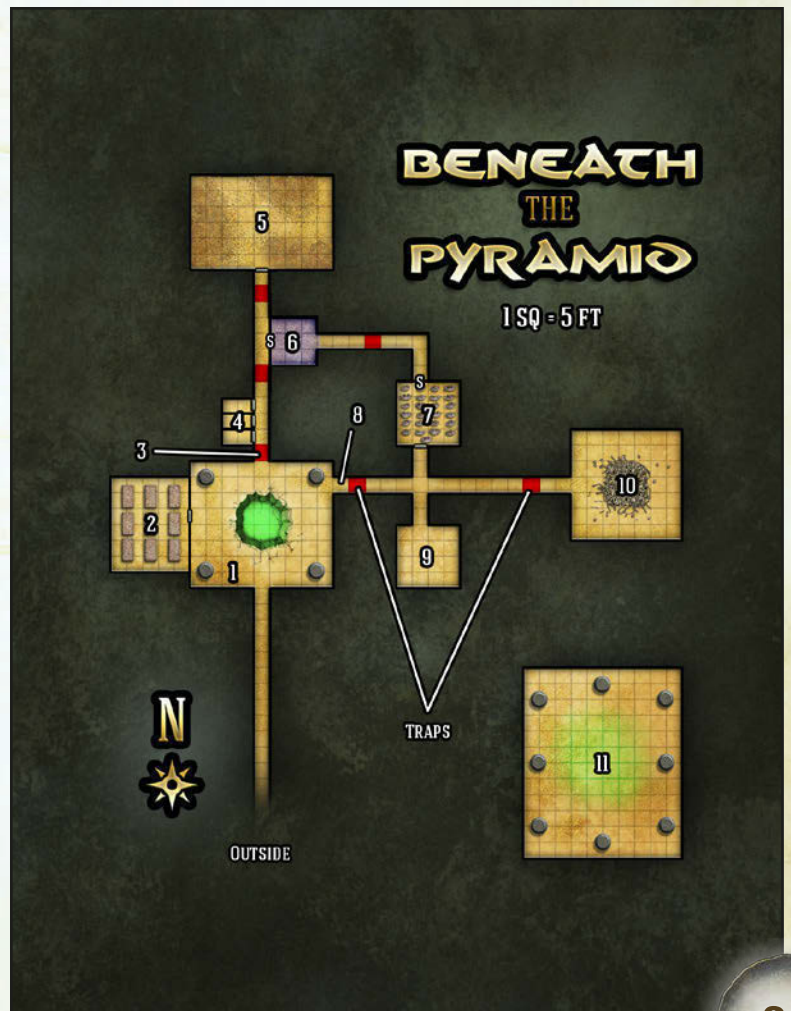 BENEATH
THE
PYRAMID
1 SQ = 5 FT
5
S 6
S
7
4
8
3
10
2
1
9
N
TRAPS
11
OUTSIDE